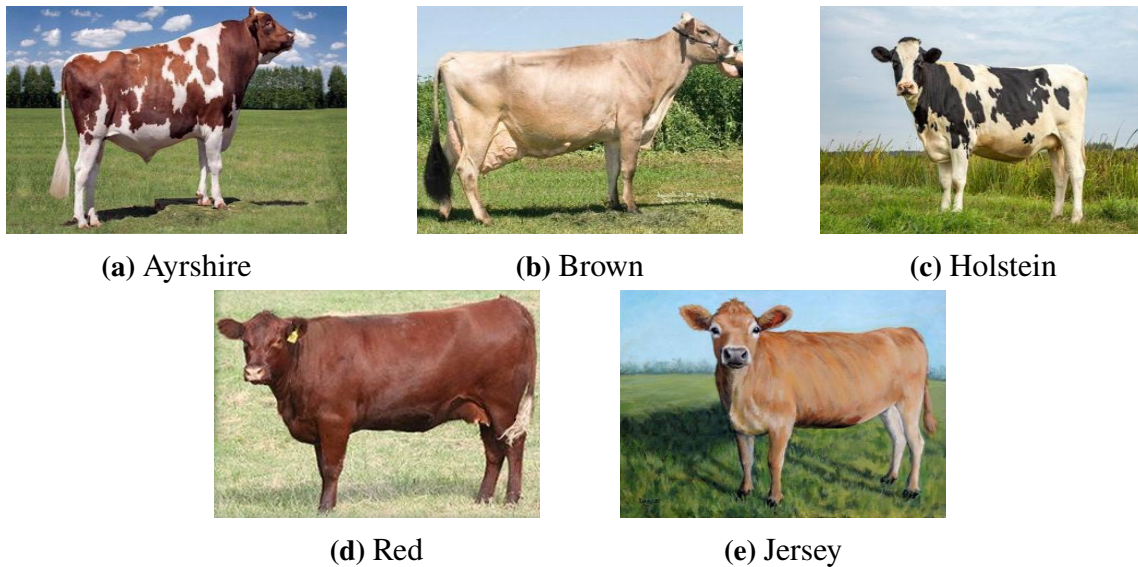 (a) Ayrshire
(b) Brown
(c) Holstein
(d) Red
(e) Jersey